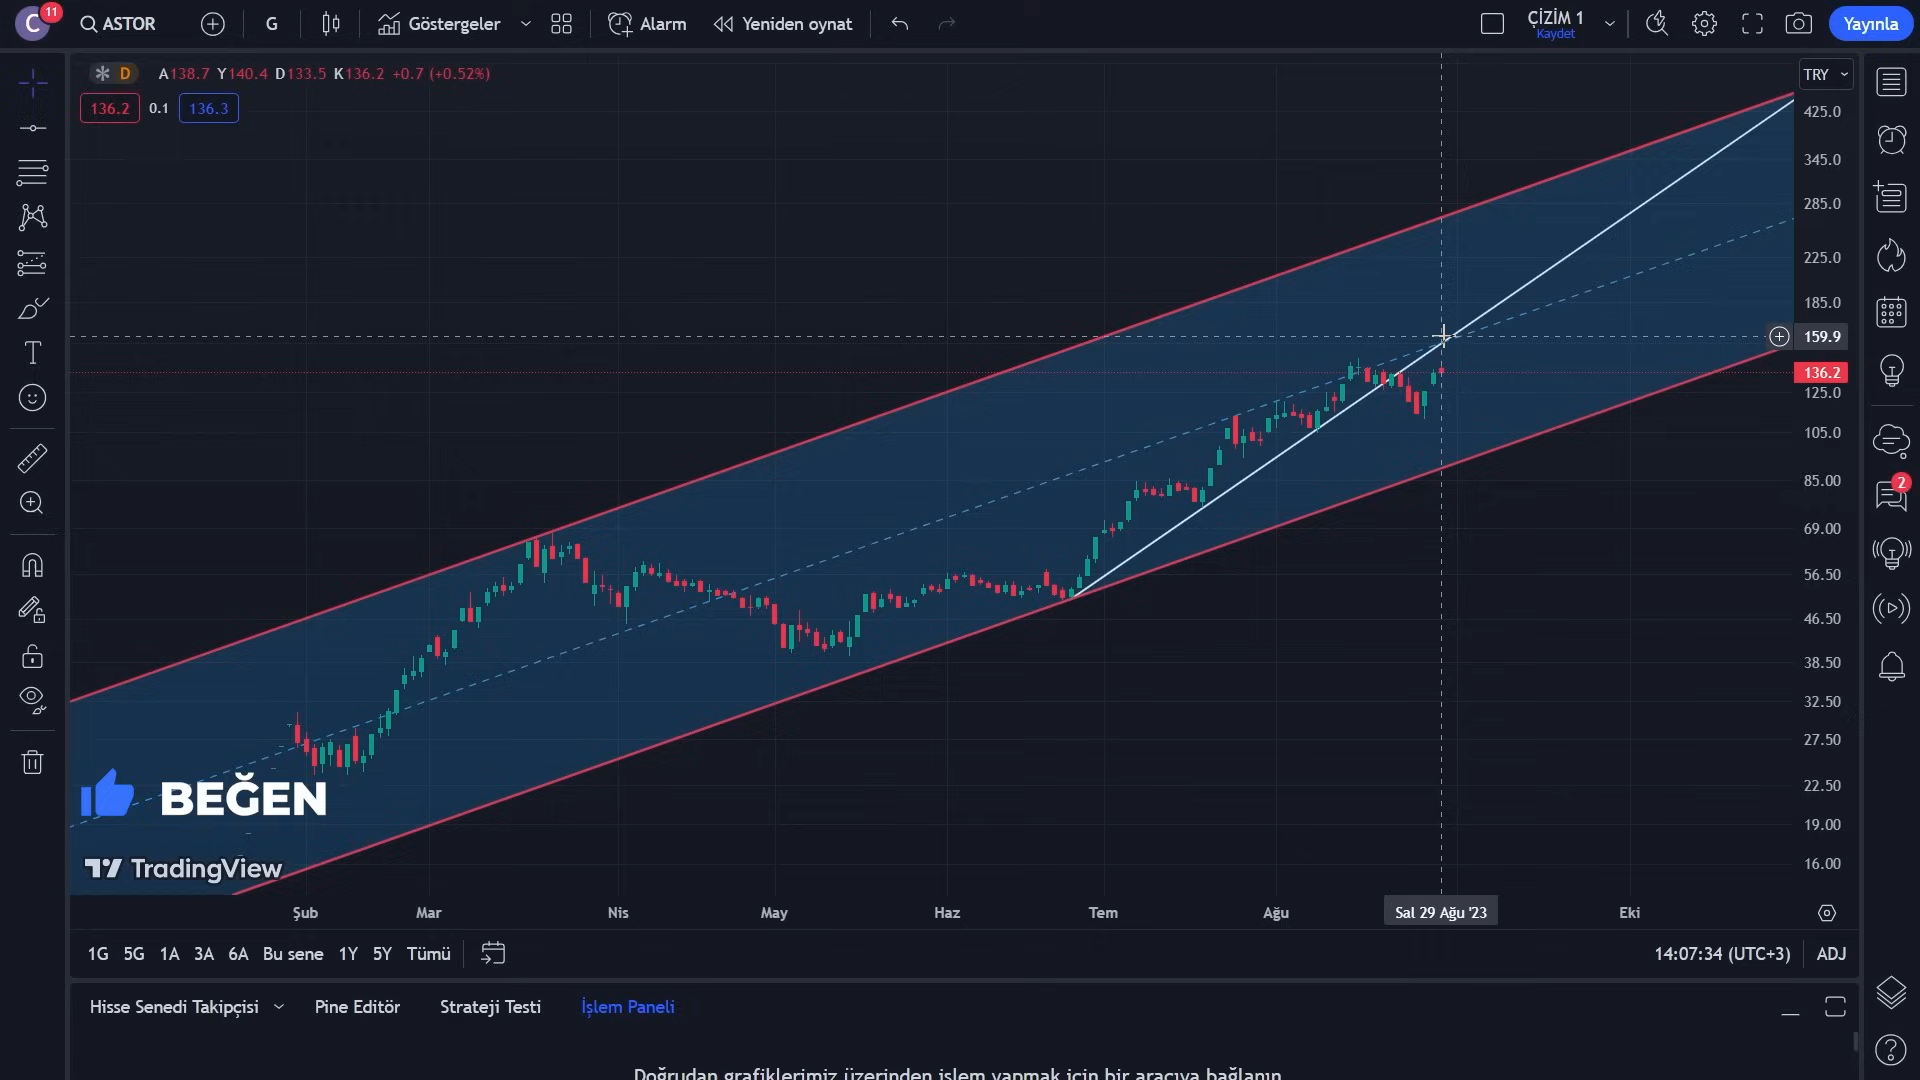 C 11 ASTOR G Göstergeler Alarm Yeniden oynat ÇİZİM 1 Yayınla
Kaydet
D A138.7 Y140.4 D133.5 K136.2 +0.7 (+0.52%)
136.2 0.1 136.3
TRY
425.0
345.0
285.0
225.0
185.0
159.9
136.2
125.0
105.0
85.00
2
69.00
56.50
46.50
38.50
32.50
27.50
22.50
19.00
16.00
BEĞEN
TradingView
Şub Mar Nis May Haz Tem Ağu Sal 29 Ağu '23 Eki
1G 5G 1A 3A 6A Bu sene 1Y 5Y Tümü 14:07:34 (UTC+3) ADJ
Hisse Senedi Takipçisi Pine Editör Strateji Testi İşlem Paneli
Doğrudan grafiklerimiz üzerinden işlem yapmak için bir aracıya bağlanın